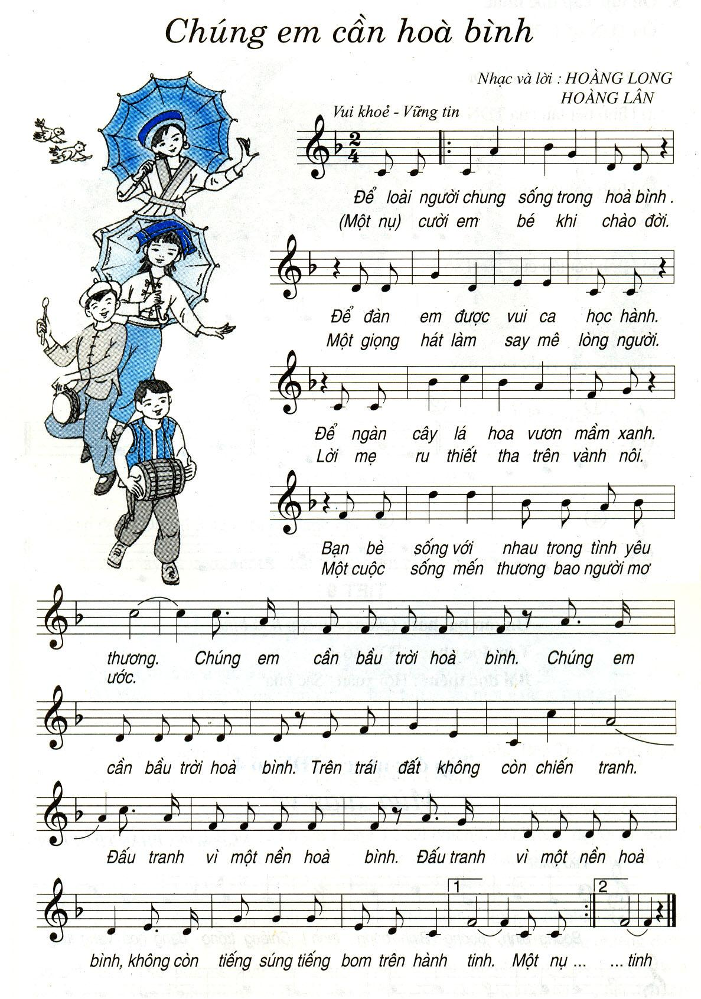 Chúng em cần hoà bình
Nhạc và lời : HOÀNG LONG
HOÀNG LÂN
Vui khoẻ - Vững tin
2
4
Để loài người chung sống trong hoà bình .
(Một nụ) cười em bé khi chào đời.
Để đàn em được vui ca học hành.
Một giọng hát làm say mê lòng người.
Để ngàn cây lá hoa vươn mầm xanh.
Lời mẹ ru thiết tha trên vành nôi.
Bạn bè sống với nhau trong tình yêu
Một cuộc sống mến thương bao người mơ
thương. Chúng em cần bầu trời hoà bình. Chúng em
ước.
cần bầu trời hoà bình. Trên trái đất không còn chiến tranh.
Đấu tranh vì một nền hoà bình. Đấu tranh vì một nền hoà
1 2
bình, không còn tiếng súng tiếng bom trên hành tinh. Một nụ ... ... tinh